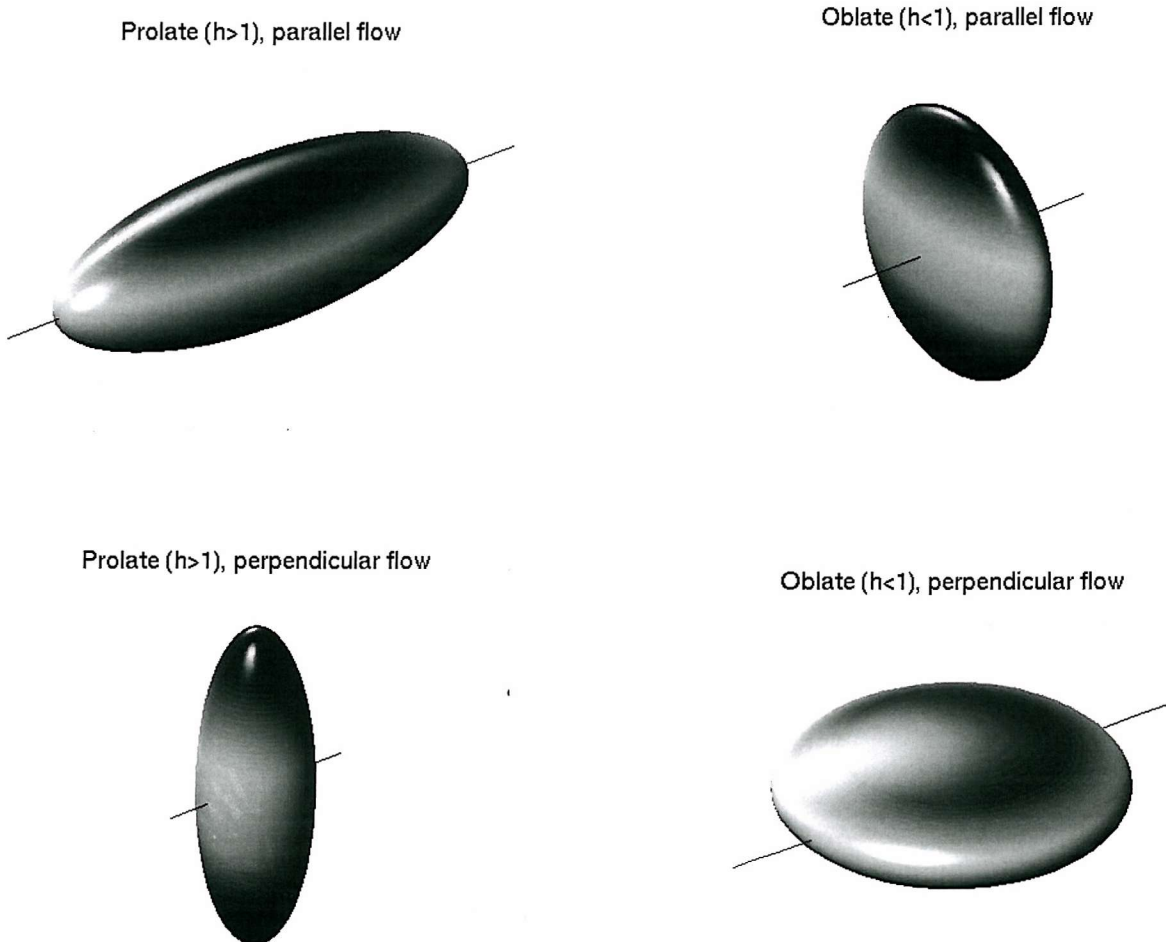 Prolate (h>1), parallel flow
Oblate (h<1), parallel flow
Prolate (h>1), perpendicular flow
Oblate (h<1), perpendicular flow